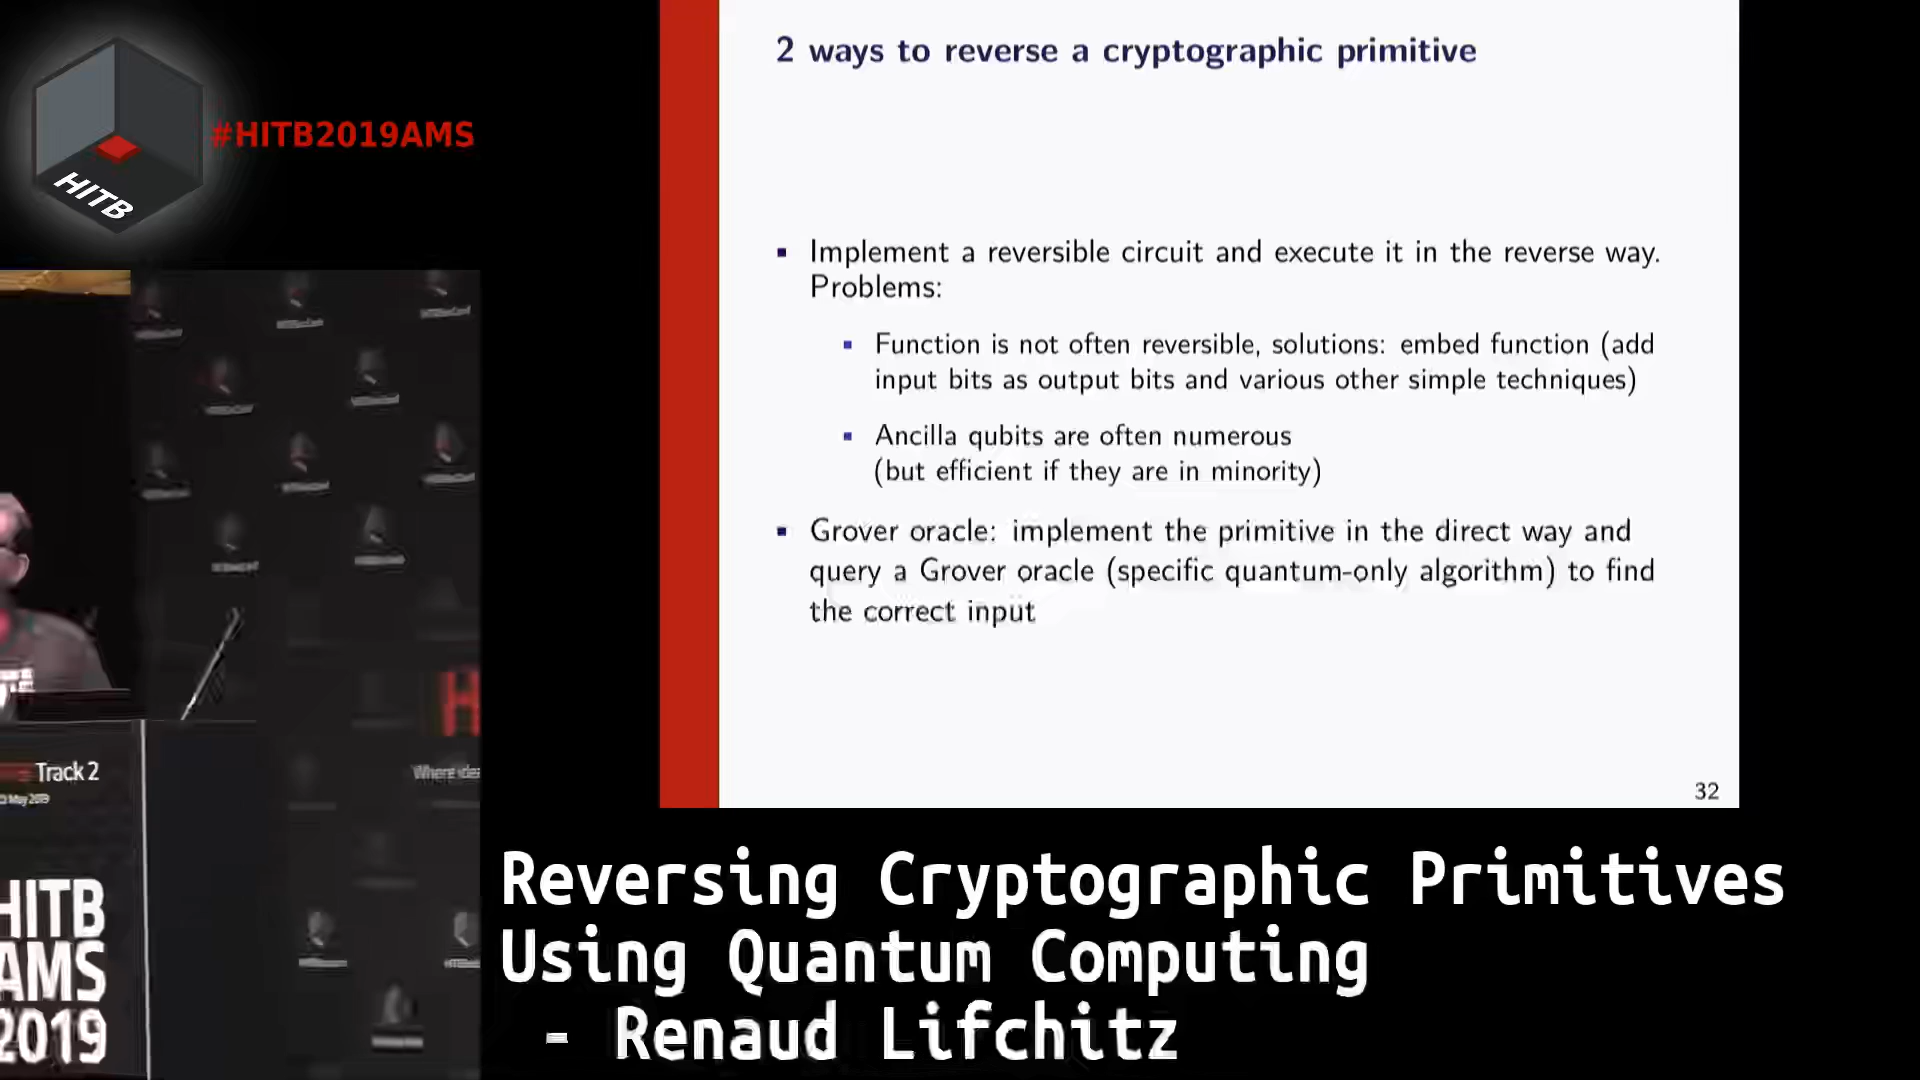 HITB
#HITB2019AMS
2 ways to reverse a cryptographic primitive
▪ Implement a reversible circuit and execute it in the reverse way.
Problems:
▪ Function is not often reversible, solutions: embed function (add
input bits as output bits and various other simple techniques)
▪ Ancilla qubits are often numerous
(but efficient if they are in minority)
▪ Grover oracle: implement the primitive in the direct way and
query a Grover oracle (specific quantum-only algorithm) to find
the correct input
32
H
Track 2
May 2019
Where
HITB
AMS
2019
Reversing Cryptographic Primitives
Using Quantum Computing
- Renaud Lifchitz